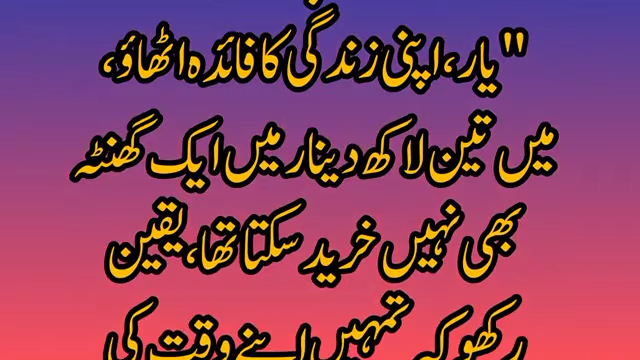 "یار، اپنی زندگی کا فائدہ اٹھاؤ،
میں تین لاکھ دینار میں ایک گھنٹہ
بھی نہیں خرید سکتا تھا، یقین
رکھو کہ تمہیں اپنے وقت کی